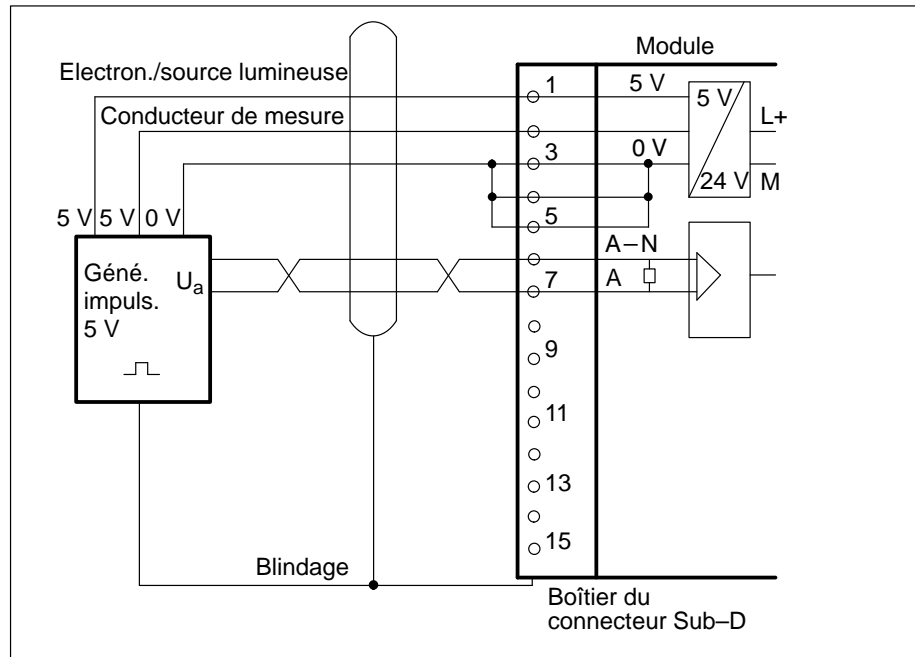 Module
Electron./source lumineuse
1
5 V
5 V
L+
Conducteur de mesure
3
0 V
24 V
M
5 V 5 V 0 V
5
A–N
Géné.
impuls.
5 V
Ua
7
A
9
11
13
15
Blindage
Boîtier du
connecteur Sub–D